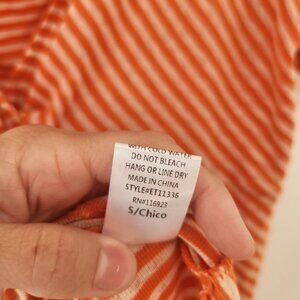 WITH COLD WATER
DO NOT BLEACH
HANG OR LINE DRY
MADE IN CHINA
STYLE#ET11336
RN#116923
S/Chico